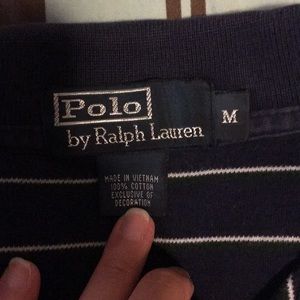 Polo
by Ralph Lauren
M
MADE IN VIETNAM
100% COTTON
EXCLUSIVE OF
DECORATION